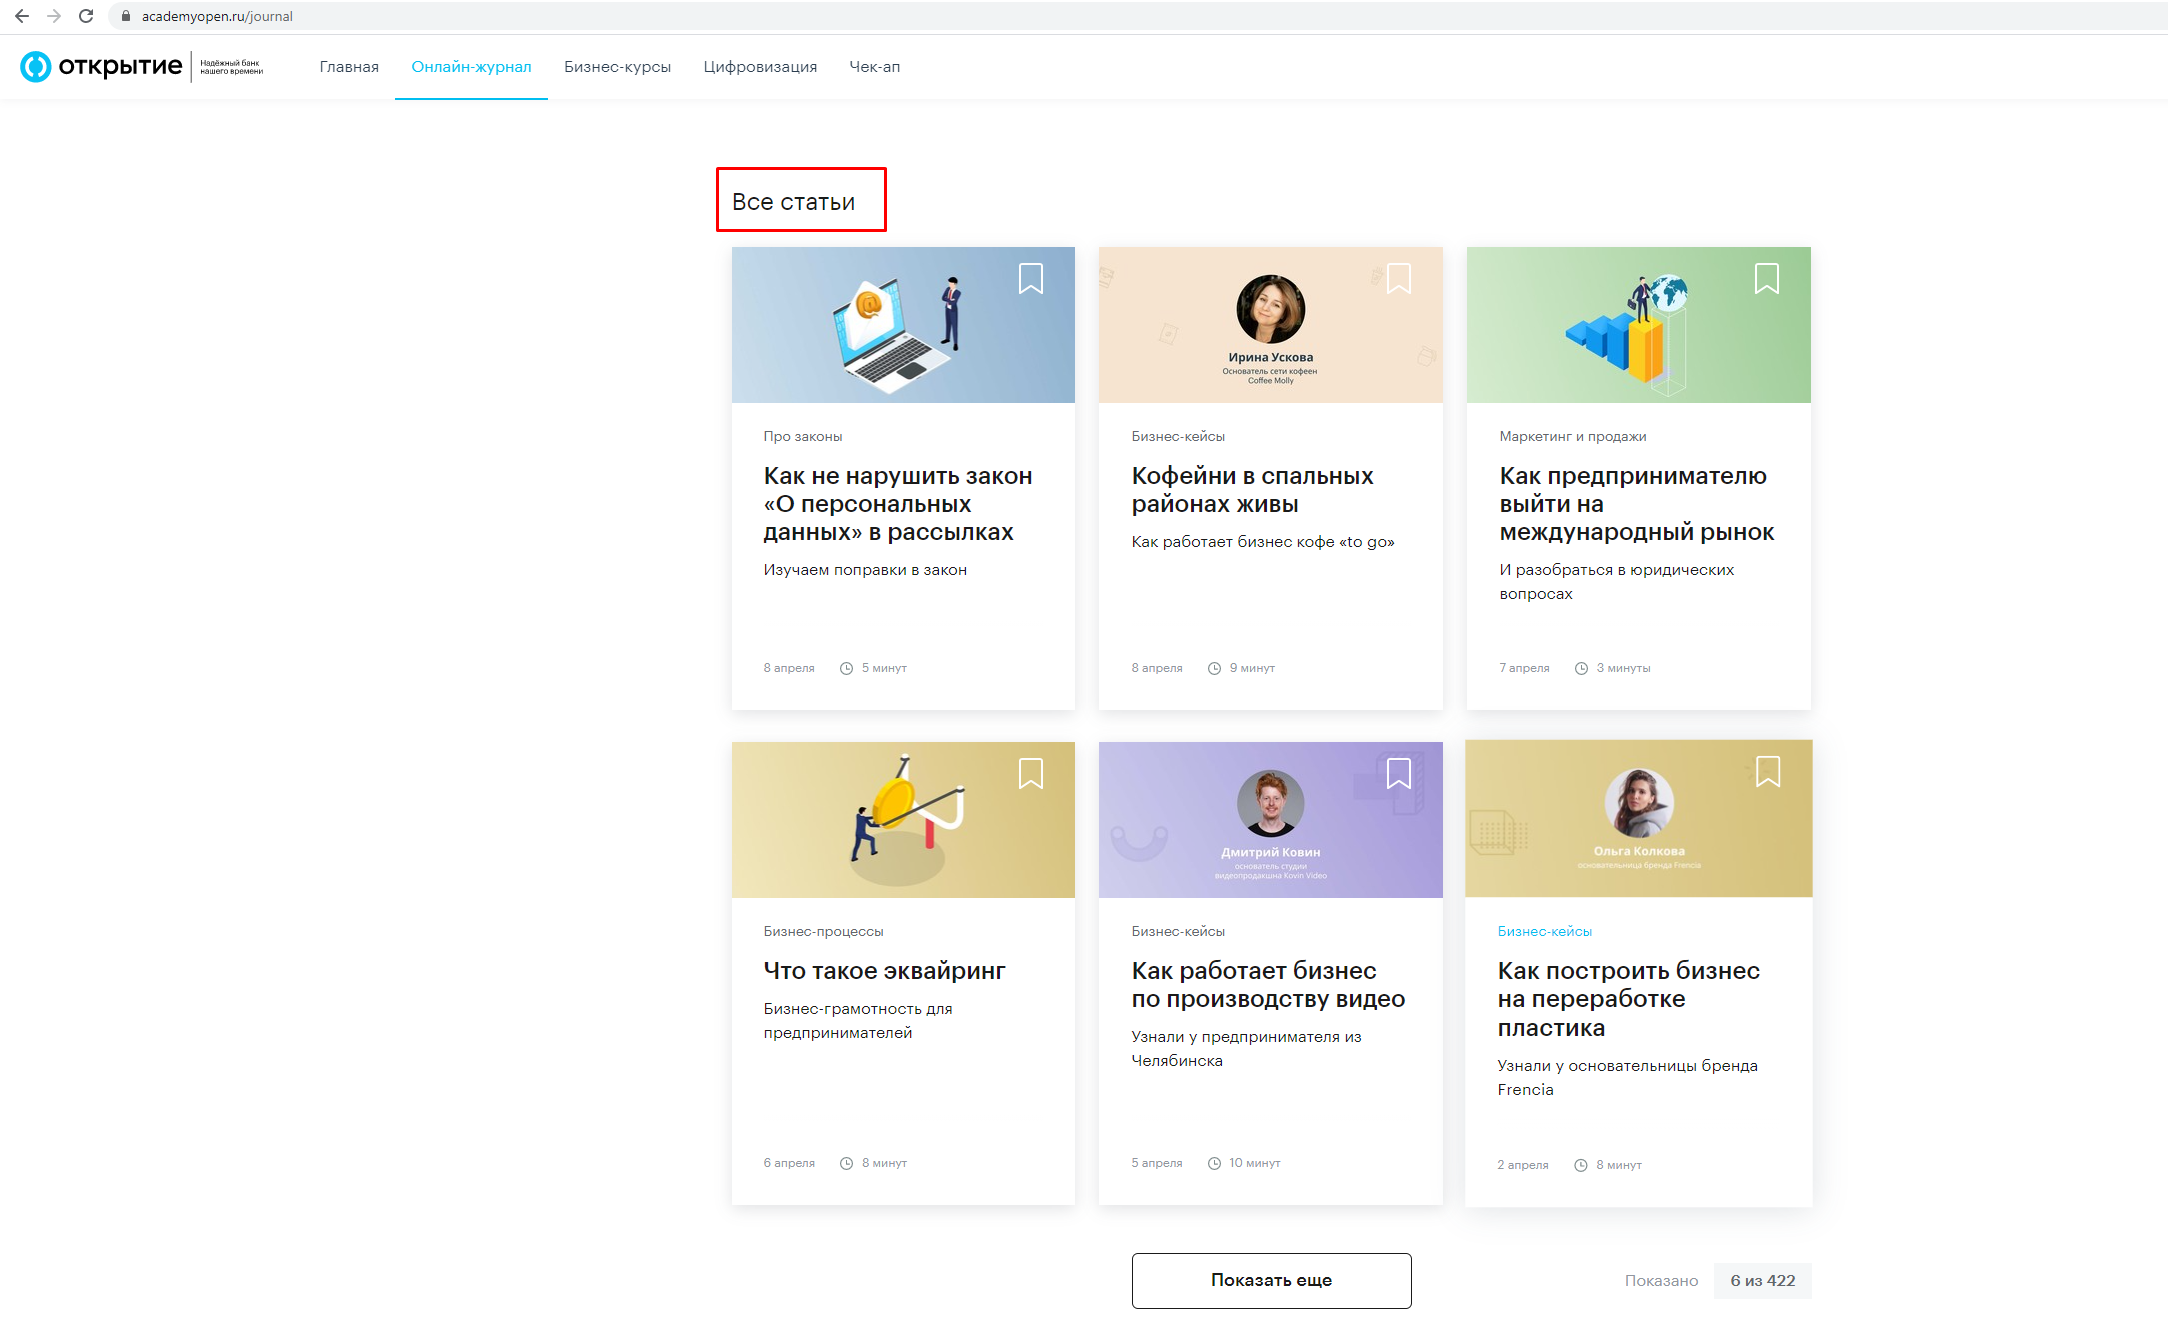 academyopen.ru/journal
открытие
Надёжный банк
нашего времени
Главная
Онлайн-журнал
Бизнес-курсы
Цифровизация
Чек-ап
Все статьи
Ирина Ускова
Основатель сети кофеен
Coffee Molly
Про законы
Как не нарушить закон
«О персональных
данных» в рассылках
Изучаем поправки в закон
8 апреля
5 минут
Бизнес-кейсы
Кофейни в спальных
районах живы
Как работает бизнес кофе «to go»
8 апреля
9 минут
Маркетинг и продажи
Как предпринимателю
выйти на
международный рынок
И разобраться в юридических
вопросах
7 апреля
3 минуты
Бизнес-процессы
Что такое эквайринг
Бизнес-грамотность для
предпринимателей
6 апреля
8 минут
Дмитрий Ковин
основатель студии
видеопродакшна Kovin Video
Бизнес-кейсы
Как работает бизнес
по производству видео
Узнали у предпринимателя из
Челябинска
5 апреля
10 минут
Ольга Колкова
основательница бренда Frencia
Бизнес-кейсы
Как построить бизнес
на переработке
пластика
Узнали у основательницы бренда
Frencia
2 апреля
8 минут
Показать еще
Показано
6 из 422